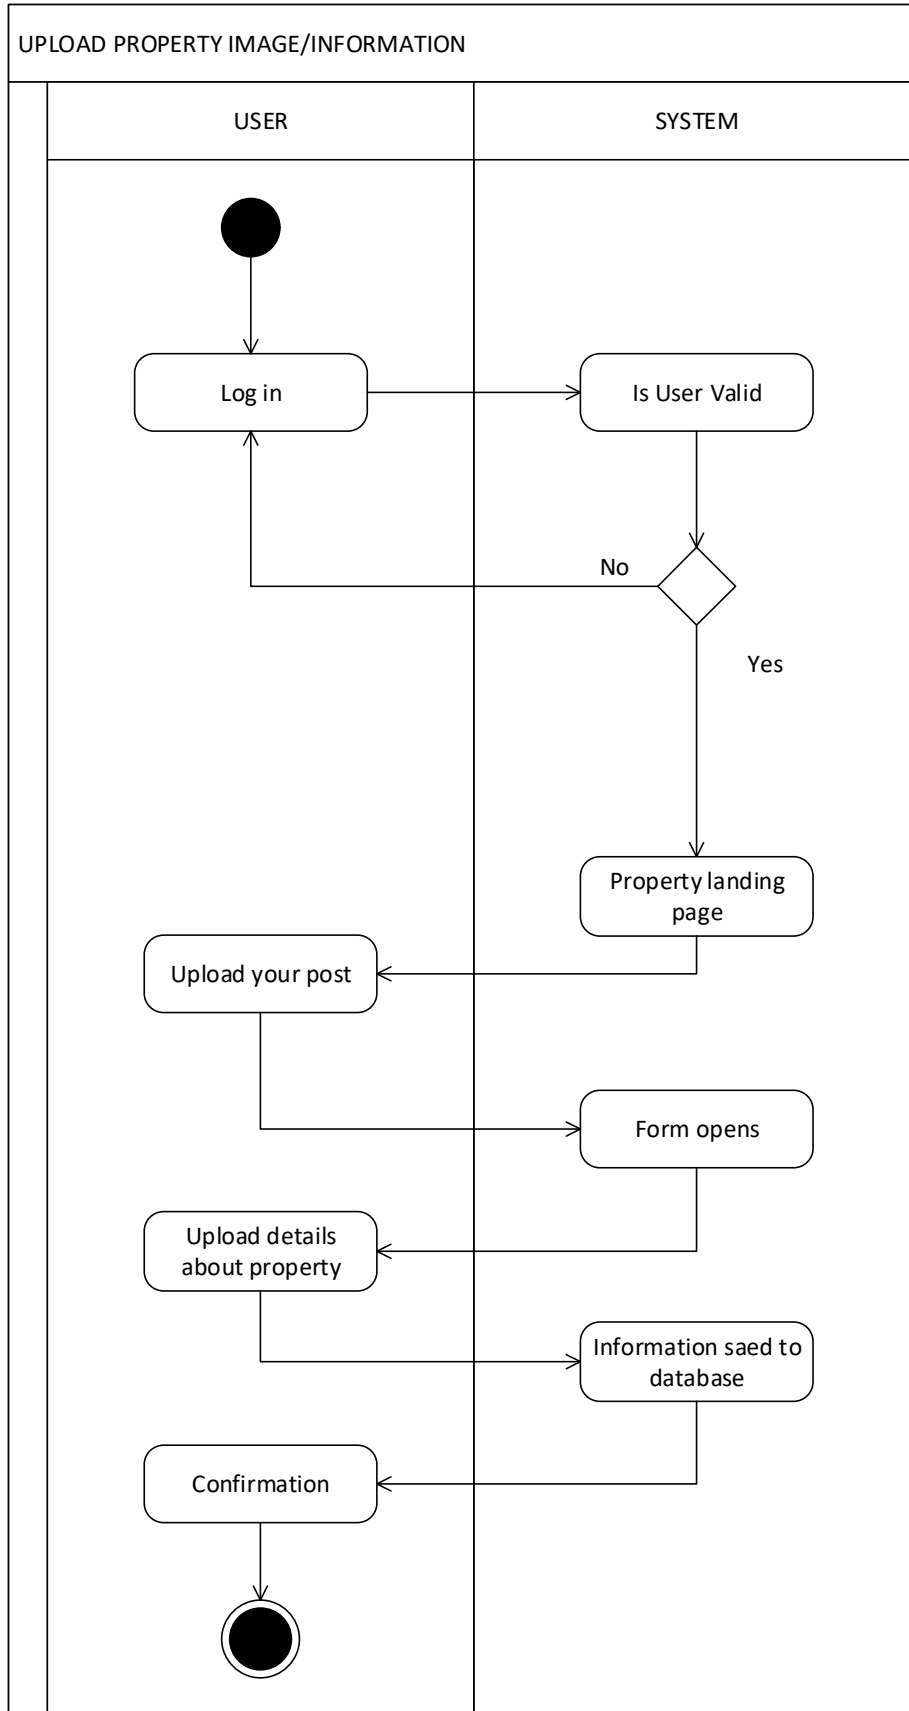 UPLOAD PROPERTY IMAGE/INFORMATION
USER
SYSTEM
Log in
Is User Valid
No
Yes
Property landing
page
Upload your post
Form opens
Upload details
about property
Information saed to
database
Confirmation